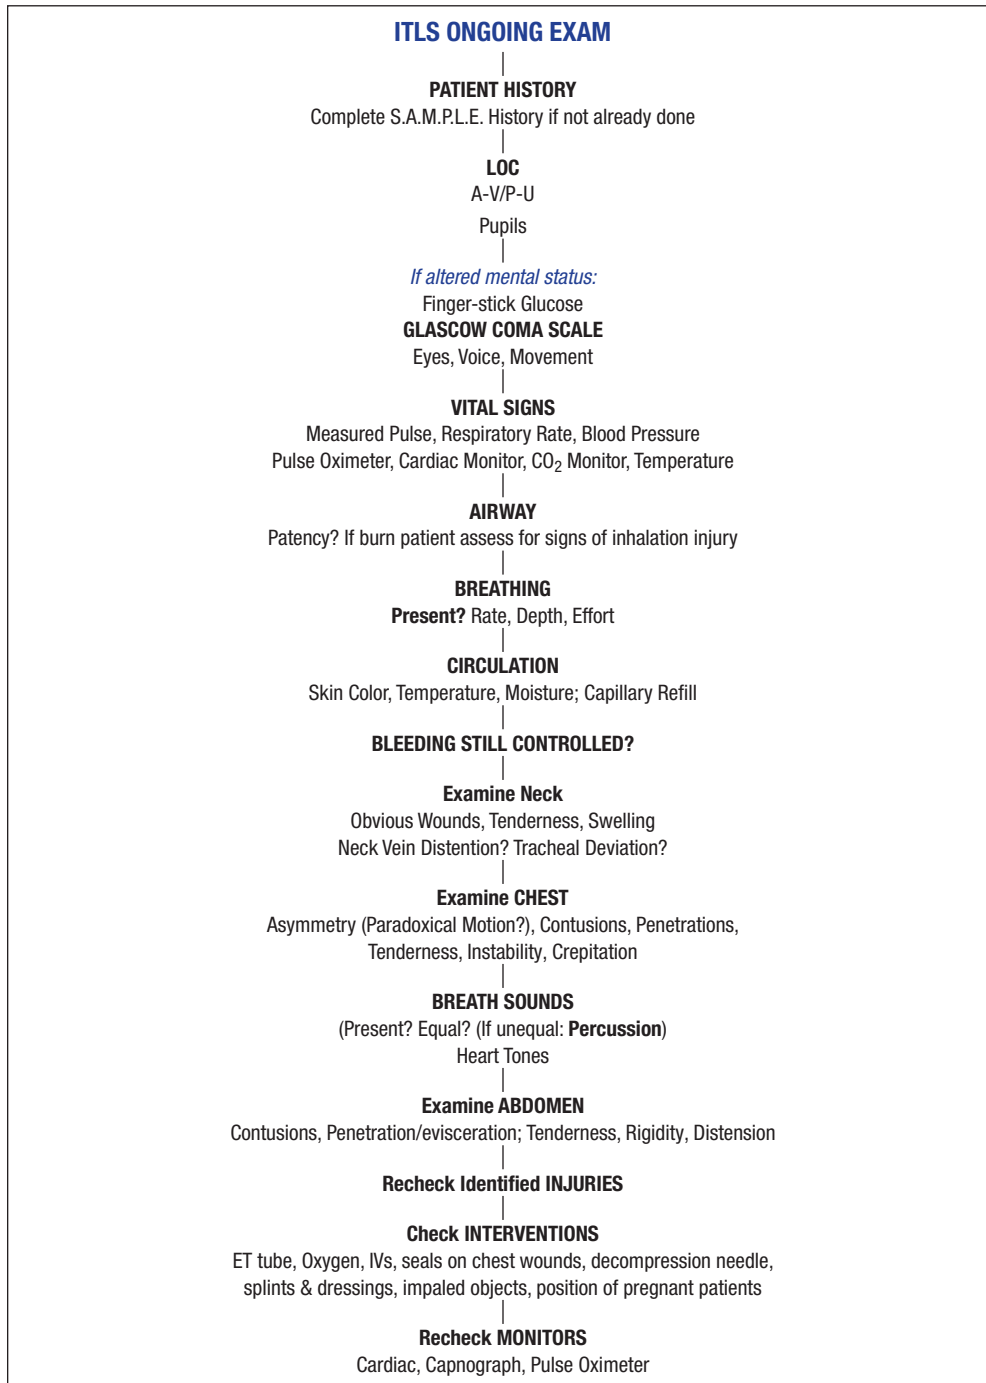 ITLS ONGOING EXAM
PATIENT HISTORY
Complete S.A.M.P.L.E. History if not already done
LOC
A-V/P-U
Pupils
If altered mental status:
Finger-stick Glucose
GLASCOW COMA SCALE
Eyes, Voice, Movement
VITAL SIGNS
Measured Pulse, Respiratory Rate, Blood Pressure
Pulse Oximeter, Cardiac Monitor, CO₂ Monitor, Temperature
AIRWAY
Patency? If burn patient assess for signs of inhalation injury
BREATHING
Present? Rate, Depth, Effort
CIRCULATION
Skin Color, Temperature, Moisture; Capillary Refill
BLEEDING STILL CONTROLLED?
Examine Neck
Obvious Wounds, Tenderness, Swelling
Neck Vein Distention? Tracheal Deviation?
Examine CHEST
Asymmetry (Paradoxical Motion?), Contusions, Penetrations,
Tenderness, Instability, Crepitation
BREATH SOUNDS
(Present? Equal? (If unequal: Percussion)
Heart Tones
Examine ABDOMEN
Contusions, Penetration/evisceration; Tenderness, Rigidity, Distension
Recheck Identified INJURIES
Check INTERVENTIONS
ET tube, Oxygen, IVs, seals on chest wounds, decompression needle,
splints & dressings, impaled objects, position of pregnant patients
Recheck MONITORS
Cardiac, Capnograph, Pulse Oximeter